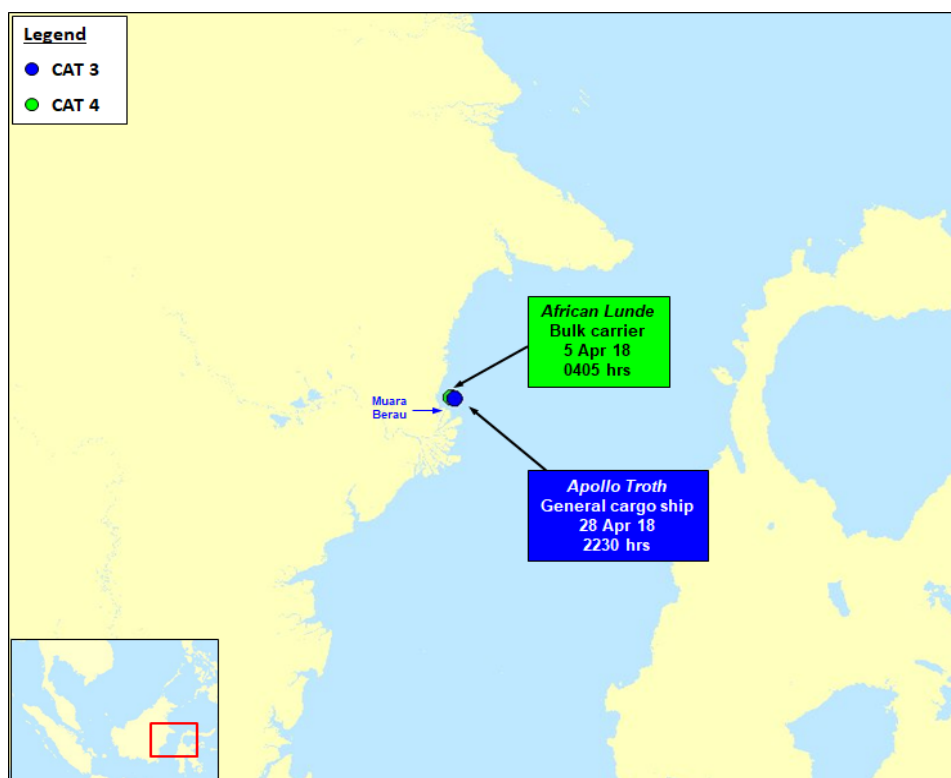 Legend
CAT 3
CAT 4
African Lunde
Bulk carrier
5 Apr 18
0405 hrs
Muara
Berau
Apollo Troth
General cargo ship
28 Apr 18
2230 hrs